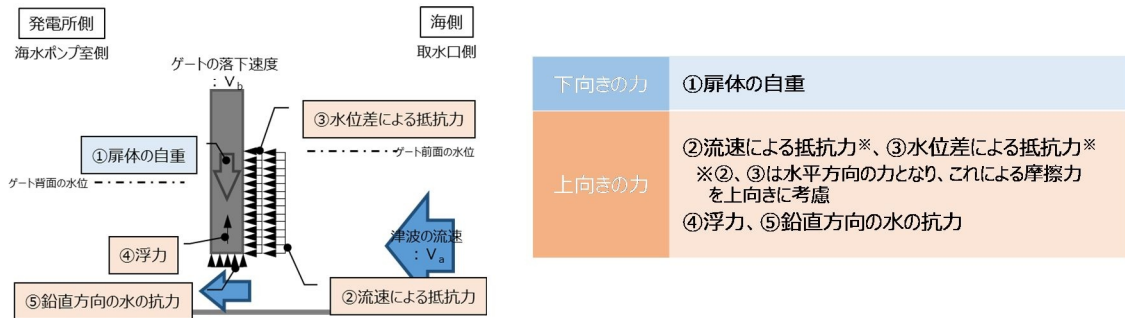 発電所側
海水ポンプ室側
海側
取水口側
ゲートの落下速度
：Vb
③水位差による抵抗力
①扉体の自重
ゲート前面の水位
ゲート背面の水位
津波の流速
：Va
④浮力
⑤鉛直方向の水の抗力
②流速による抵抗力
下向きの力
①扉体の自重
上向きの力
②流速による抵抗力※、③水位差による抵抗力※
※②、③は水平方向の力となり、これによる摩擦力
を上向きに考慮
④浮力、⑤鉛直方向の水の抗力